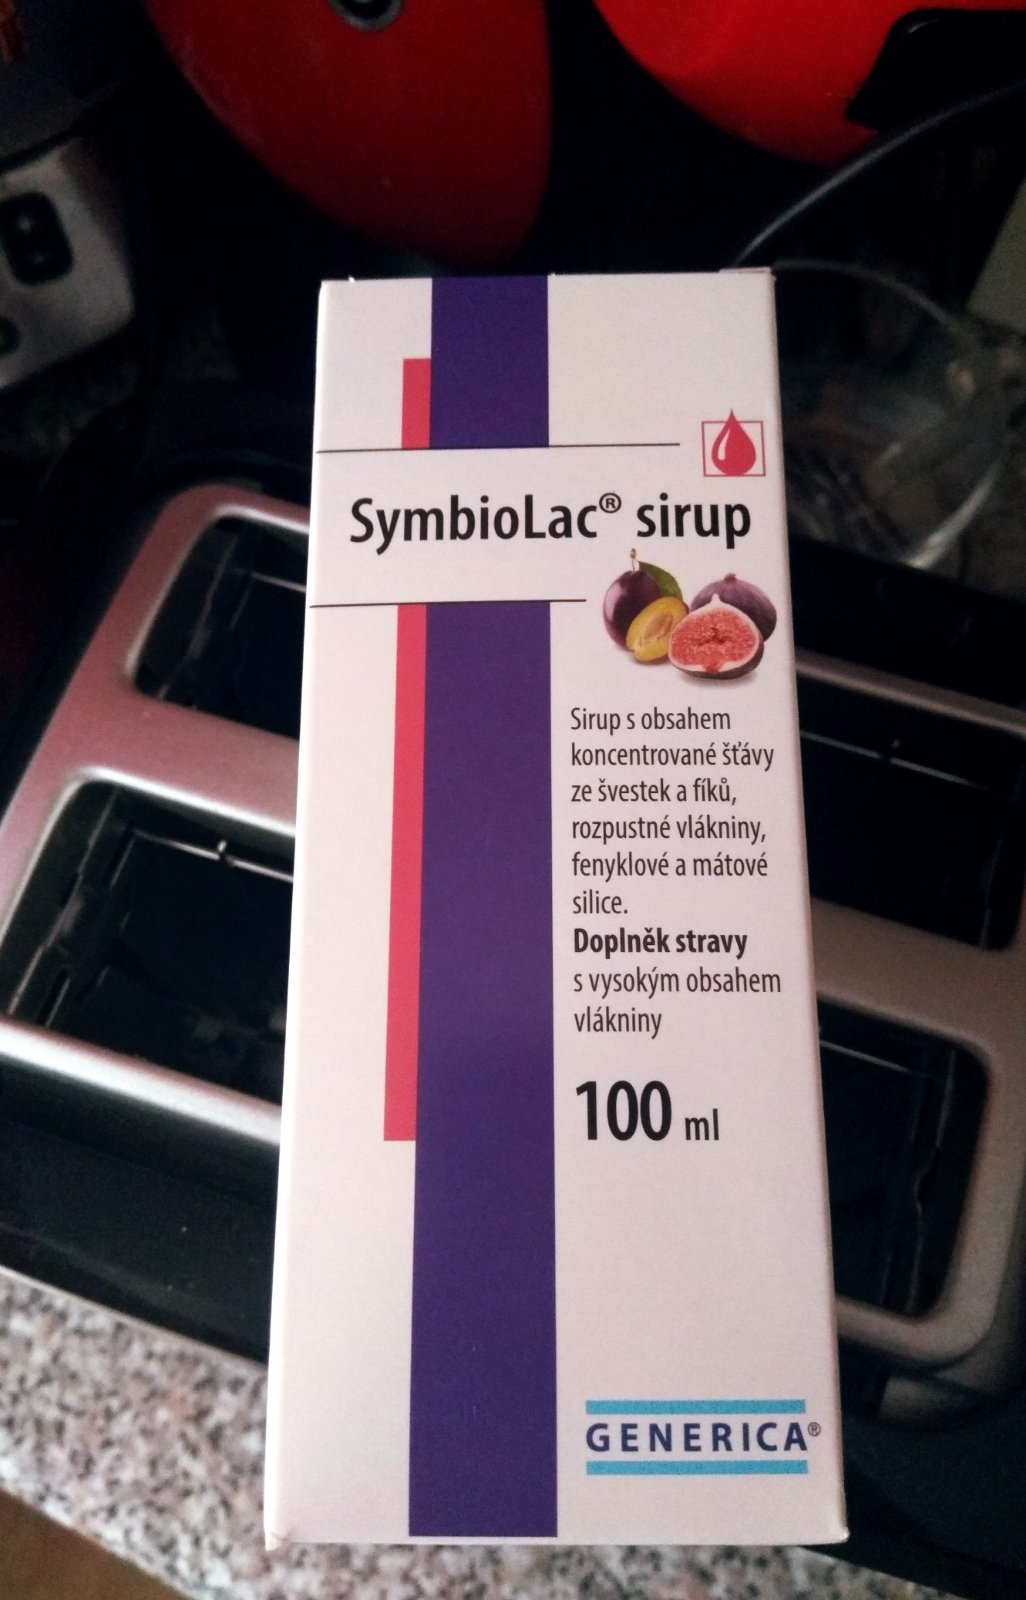 SymbioLac® sirup
Sirup s obsahem
koncentrované šťávy
ze švestek a fíků,
rozpustné vlákniny,
fenyklové a mátové
silice.
Doplněk stravy
s vysokým obsahem
vlákniny
100 ml
GENERICA®